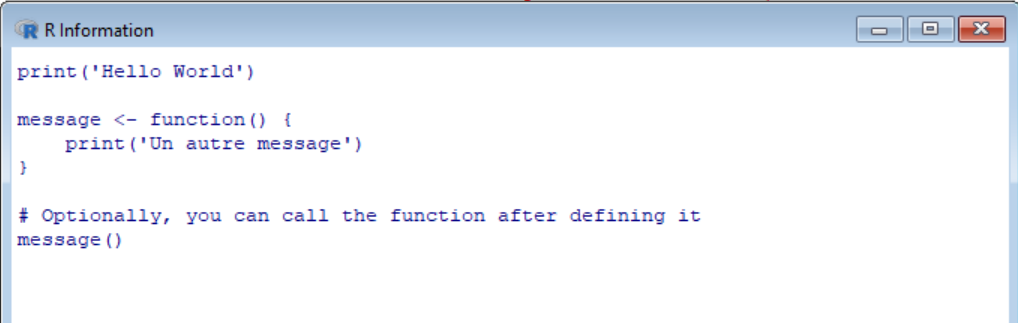 R Information
print('Hello World')
message <- function() {
    print('Un autre message')
}
# Optionally, you can call the function after defining it
message()